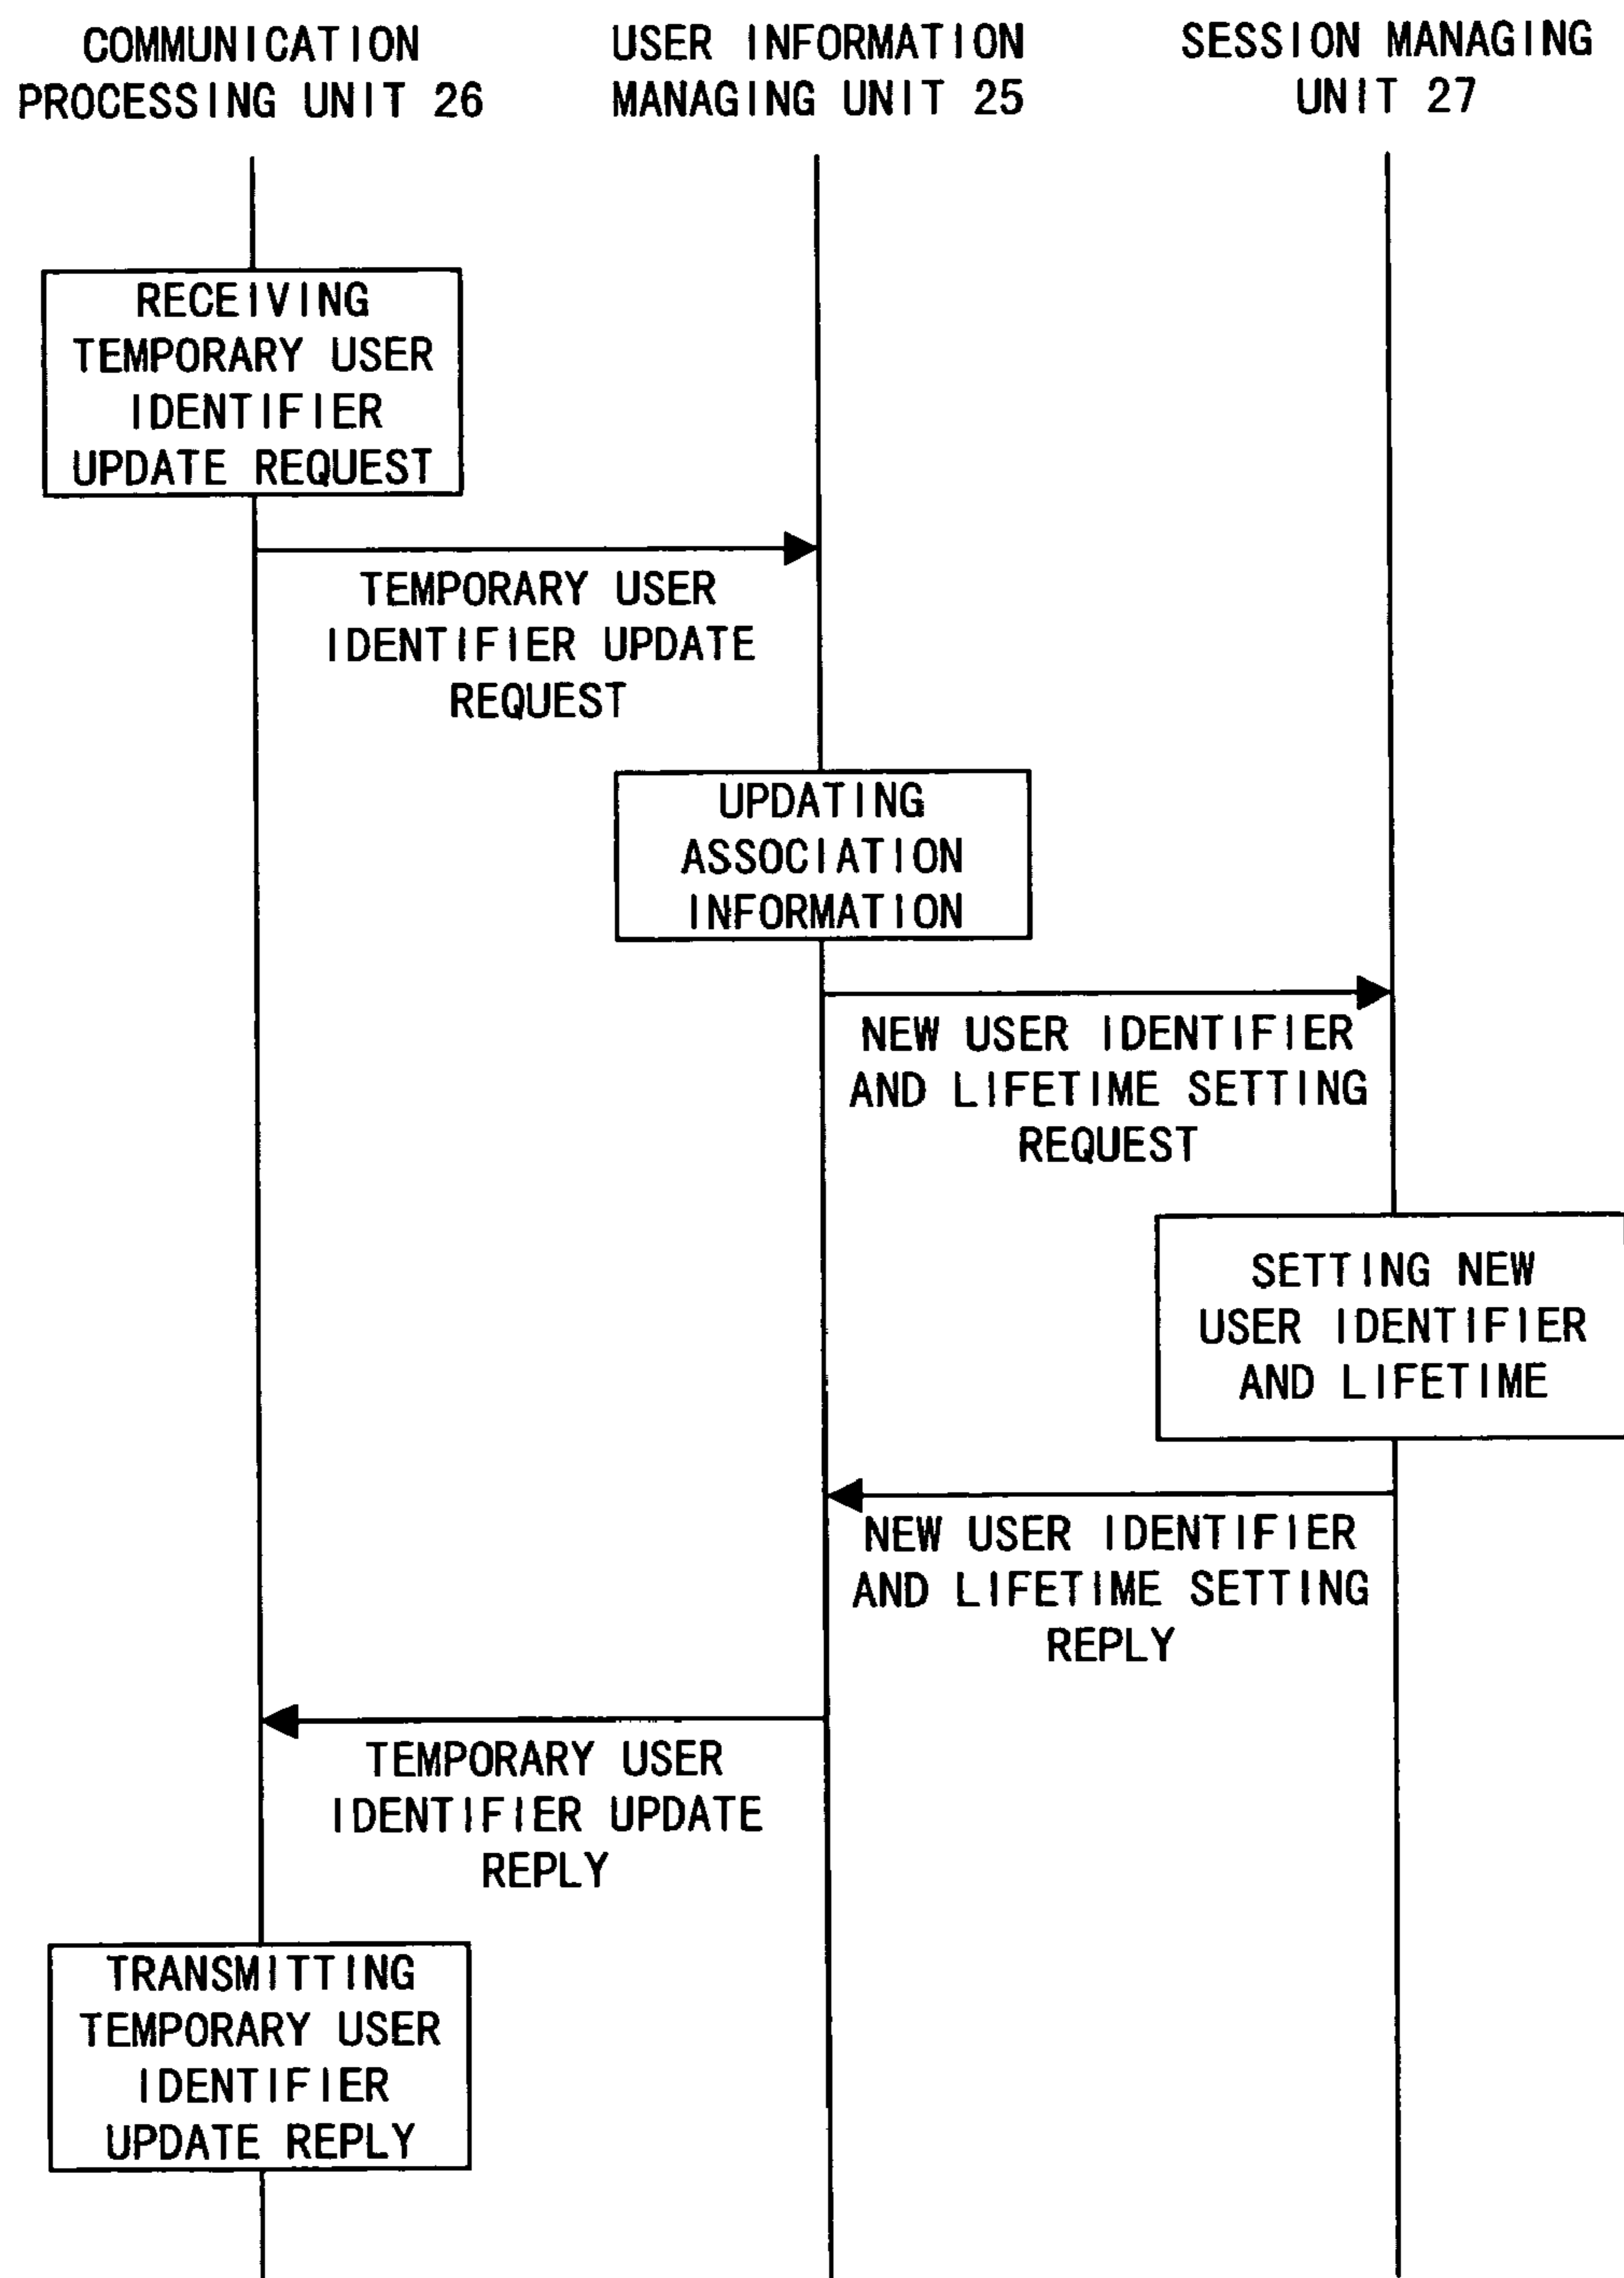 COMMUNICATION
PROCESSING UNIT 26
USER INFORMATION
MANAGING UNIT 25
SESSION MANAGING
UNIT 27
RECEIVING
TEMPORARY USER
IDENTIFIER
UPDATE REQUEST
TEMPORARY USER
IDENTIFIER UPDATE
REQUEST
UPDATING
ASSOCIATION
INFORMATION
NEW USER IDENTIFIER
AND LIFETIME SETTING
REQUEST
SETTING NEW
USER IDENTIFIER
AND LIFETIME
NEW USER IDENTIFIER
AND LIFETIME SETTING
REPLY
TEMPORARY USER
IDENTIFIER UPDATE
REPLY
TRANSMITTING
TEMPORARY USER
IDENTIFIER
UPDATE REPLY